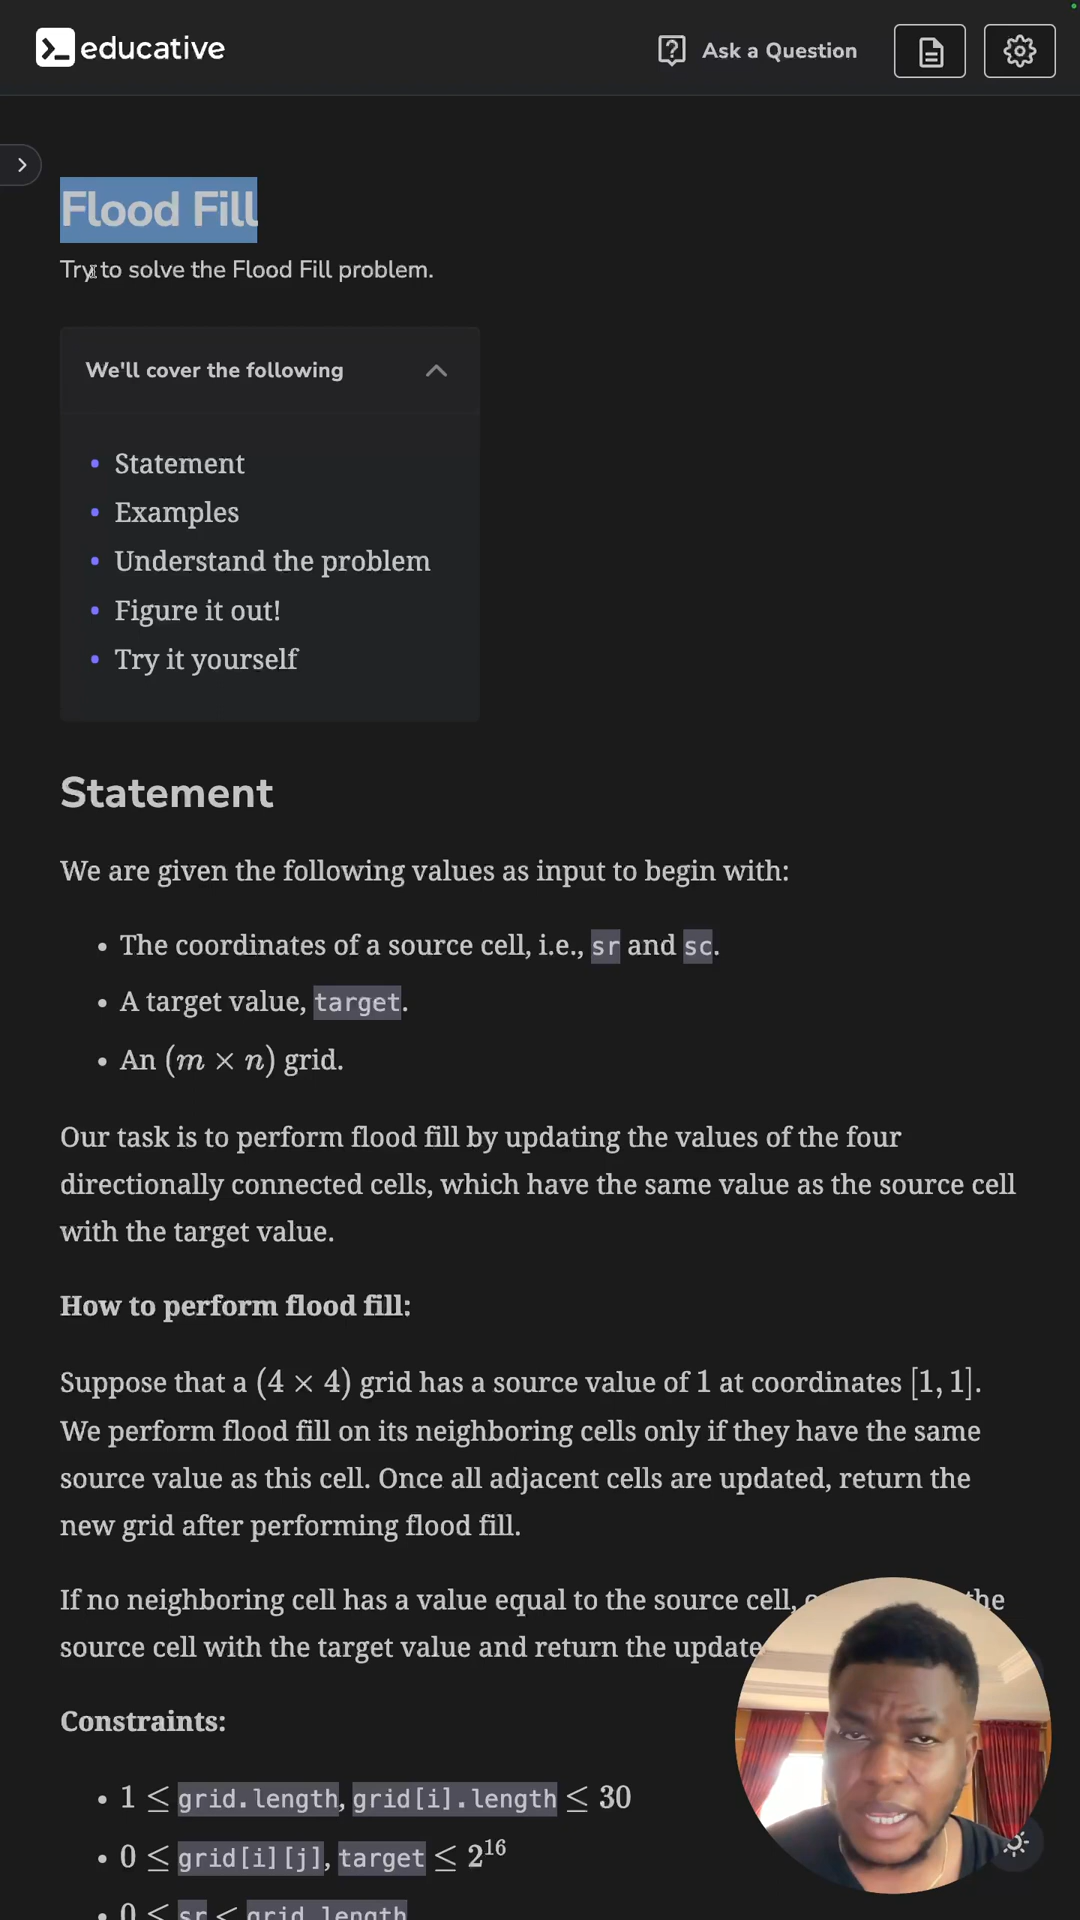 educative
Ask a Question
Flood Fill
Try to solve the Flood Fill problem.
We'll cover the following
• Statement
• Examples
• Understand the problem
• Figure it out!
• Try it yourself
Statement
We are given the following values as input to begin with:
• The coordinates of a source cell, i.e., sr and sc.
• A target value, target.
• An (m × n) grid.
Our task is to perform flood fill by updating the values of the four
directionally connected cells, which have the same value as the source cell
with the target value.
How to perform flood fill:
Suppose that a (4 × 4) grid has a source value of 1 at coordinates [1, 1].
We perform flood fill on its neighboring cells only if they have the same
source value as this cell. Once all adjacent cells are updated, return the
new grid after performing flood fill.
If no neighboring cell has a value equal to the source cell, the
source cell with the target value and return the update
Constraints:
• 1 ≤ grid.length, grid[i].length ≤ 30
• 0 ≤ grid[i][j], target ≤ 2¹⁶
• 0 ≤ sr < grid.length